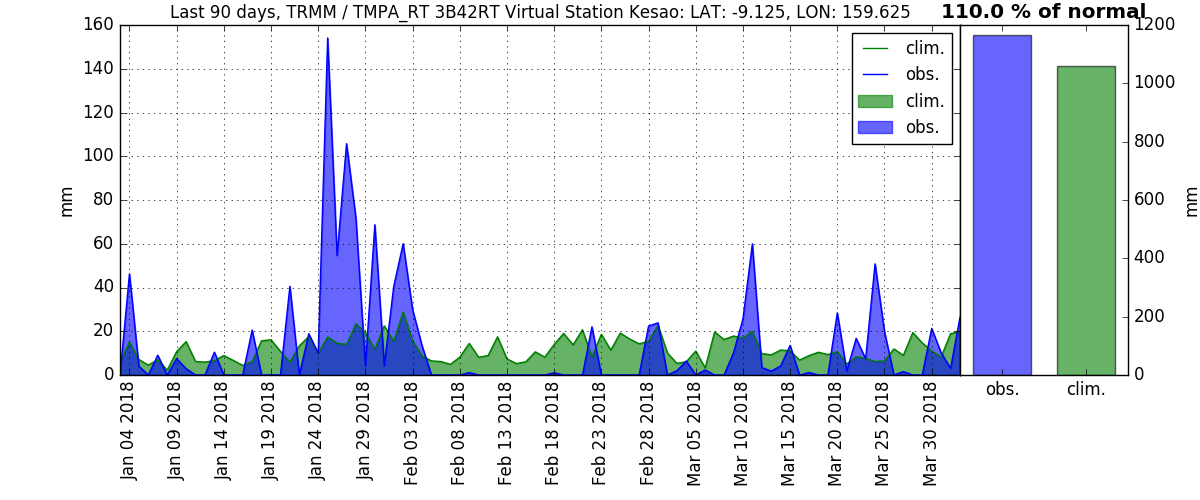 Last 90 days, TRMM / TMPA_RT 3B42RT Virtual Station Kesao: LAT: -9.125, LON: 159.625
110.0 % of normal
160
140
120
100
80
60
40
20
0
mm
clim.
obs.
clim.
obs.
Jan 04 2018
Jan 09 2018
Jan 14 2018
Jan 19 2018
Jan 24 2018
Jan 29 2018
Feb 03 2018
Feb 08 2018
Feb 13 2018
Feb 18 2018
Feb 23 2018
Feb 28 2018
Mar 05 2018
Mar 10 2018
Mar 15 2018
Mar 20 2018
Mar 25 2018
Mar 30 2018
1200
1000
800
600
400
200
0
mm
obs.
clim.